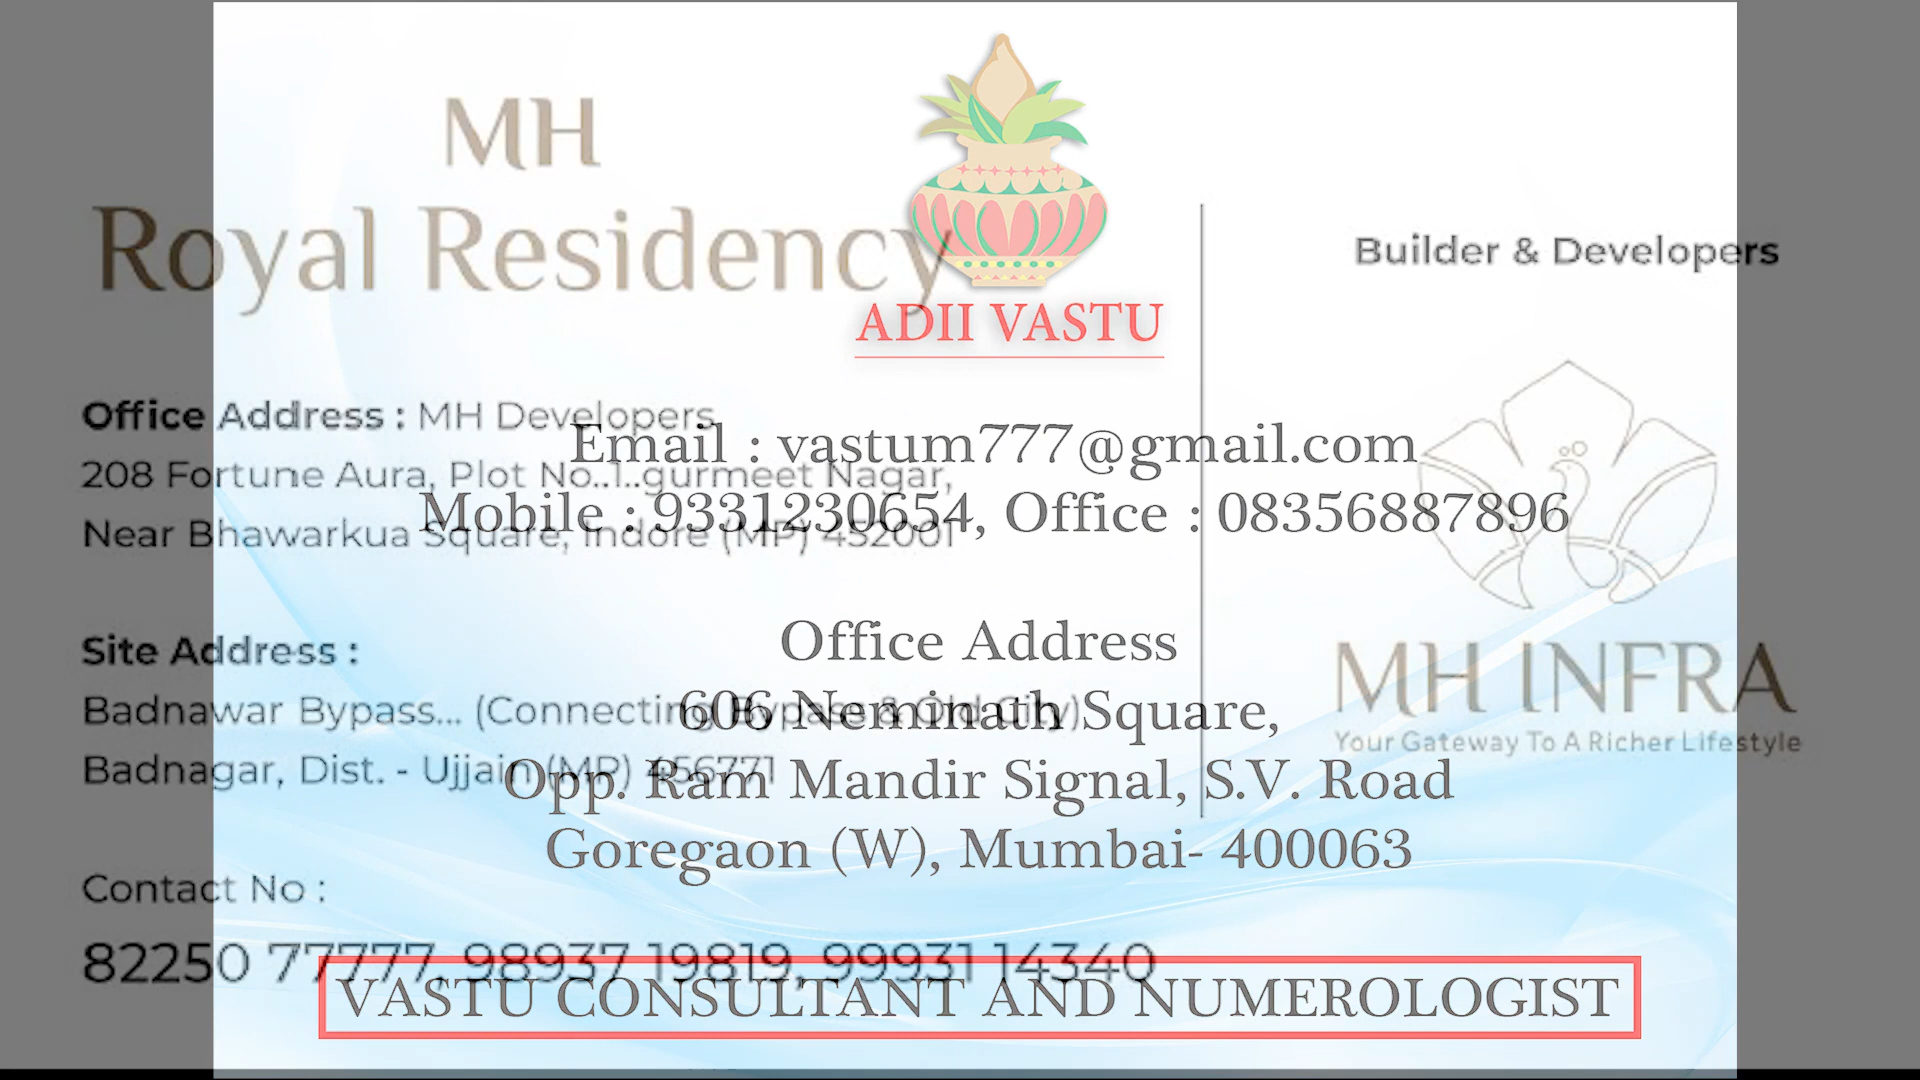 MH
Royal Residency
Office Address : MH Developers,
208 Fortune Aura, Plot No..1..gurmeet Nagar,
Near Bhawarkua Square, Indore (MP) 452001
Site Address :
Badnawar Bypass... (Connecting Bypass & Old City)
Badnagar, Dist. - Ujjain (MP) 456771
Contact No :
82250 77777, 98937 19819, 99931 14340
Builder & Developers
MH INFRA
Your Gateway To A Richer Lifestyle
ADII VASTU
Email : vastum777@gmail.com
Mobile : 9331230654, Office : 08356887896
Office Address
606 Neminath Square,
Opp. Ram Mandir Signal, S.V. Road
Goregaon (W), Mumbai- 400063
VASTU CONSULTANT AND NUMEROLOGIST